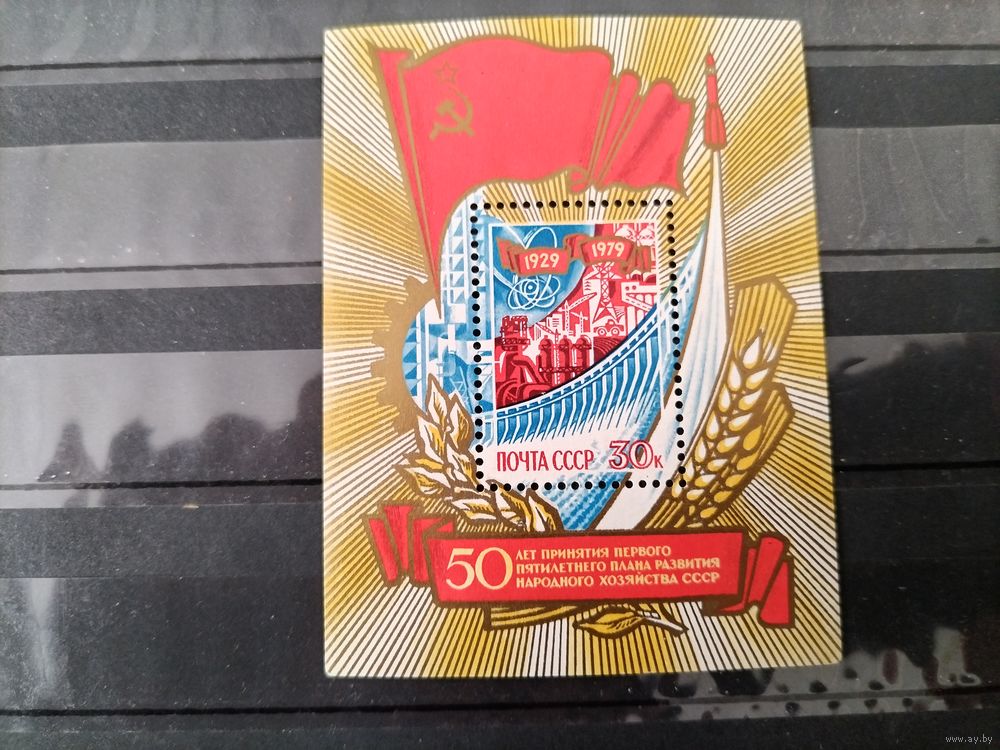 1929 1979
ПОЧТА СССР 30К
50 ЛЕТ ПРИНЯТИЯ ПЕРВОГО
ПЯТИЛЕТНЕГО ПЛАНА РАЗВИТИЯ
НАРОДНОГО ХОЗЯЙСТВА СССР
www.ay.by